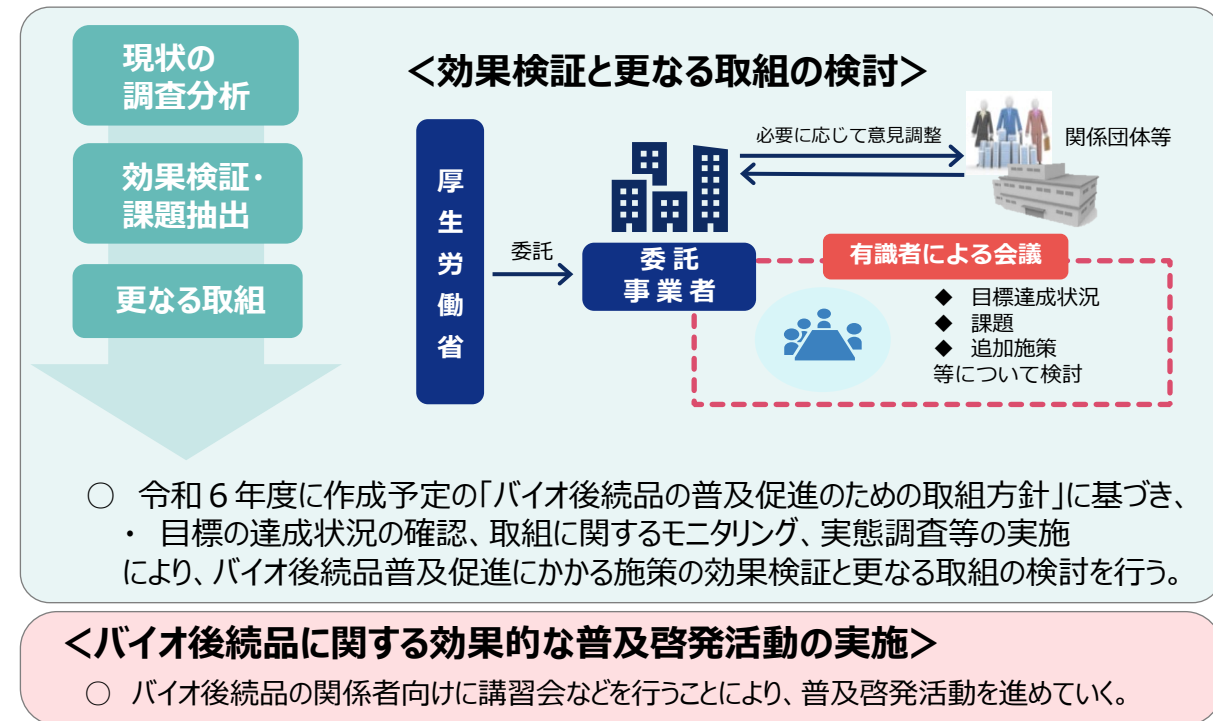 現状の
調査分析
効果検証・
課題抽出
更なる取組
＜効果検証と更なる取組の検討＞
厚生労働省
委託
委託
事業者
必要に応じて意見調整
関係団体等
有識者による会議
◆ 目標達成状況
◆ 課題
◆ 追加施策
等について検討
○ 令和６年度に作成予定の「バイオ後続品の普及促進のための取組方針」に基づき、
・ 目標の達成状況の確認、取組に関するモニタリング、実態調査等の実施
により、バイオ後続品普及促進にかかる施策の効果検証と更なる取組の検討を行う。
＜バイオ後続品に関する効果的な普及啓発活動の実施＞
○ バイオ後続品の関係者向けに講習会などを行うことにより、普及啓発活動を進めていく。